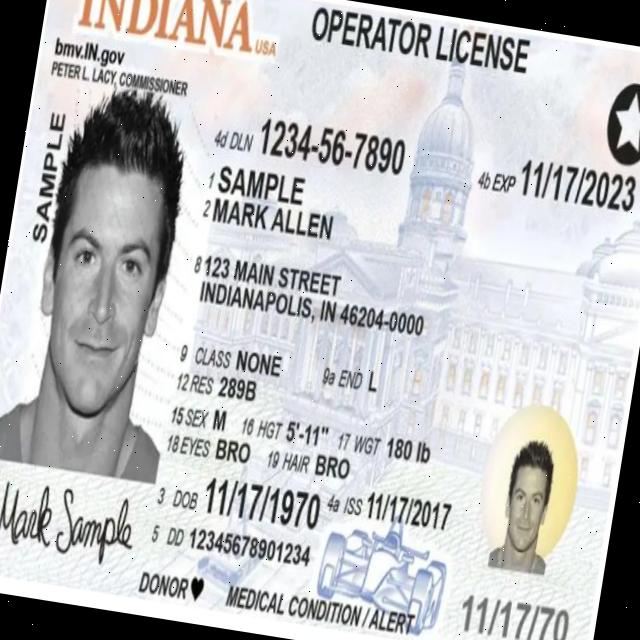 INDIANA USA
OPERATOR LICENSE
bmv.IN.gov
PETER L. LACY, COMMISSIONER
SAMPLE
4d DLN 1234-56-7890
4b EXP 11/17/2023
1 SAMPLE
2 MARK ALLEN
8 123 MAIN STREET
INDIANAPOLIS, IN 46204-0000
9 CLASS NONE 9a END L
12 RES 289B
15 SEX M 16 HGT 5'-11" 17 WGT 180 lb
18 EYES BRO 19 HAIR BRO
3 DOB 11/17/1970 4a ISS 11/17/2017
5 DD 12345678901234
Mark Sample
DONOR MEDICAL CONDITION / ALERT
11/17/70